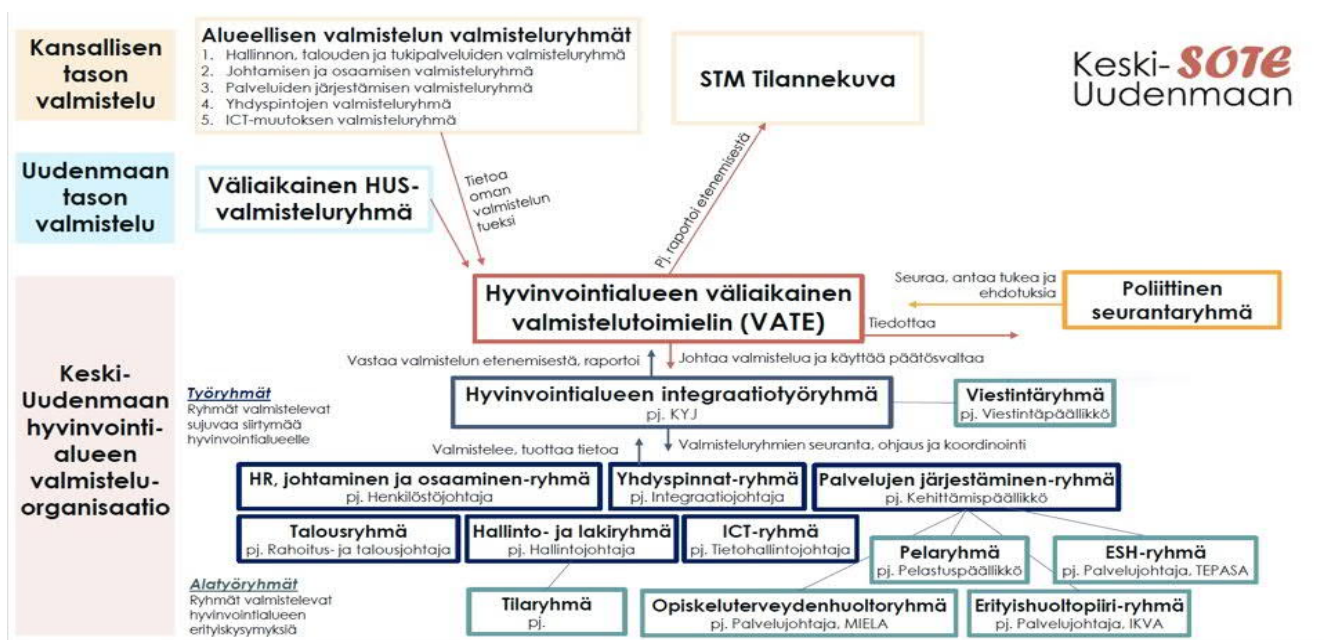 Kansallisen
tason
valmistelu
Alueellisen valmistelun valmisteluryhmät
1. Hallinnon, talouden ja tukipalveluiden valmisteluryhmä
2. Johtamisen ja osaamisen valmisteluryhmä
3. Palveluiden järjestämisen valmisteluryhmä
4. Yhdyspintojen valmisteluryhmä
5. ICT-muutoksen valmisteluryhmä
STM Tilannekuva
Keski-SOTE
Uudenmaan
Uudenmaan
tason
valmistelu
Väliaikainen HUS-
valmisteluryhmä
Tietoa
oman
valmistelun
tueksi
Pj. raportoi etenemisestä
Keski-
Uudenmaan
hyvinvointi-
alueen
valmistelu-
organisaatio
Hyvinvointialueen väliaikainen
valmistelutoimielin (VATE)
Seuraa, antaa tukea ja
ehdotuksia
Tiedottaa
Poliittinen
seurantaryhmä
Vastaa valmistelun etenemisestä, raportoi
Johtaa valmistelua ja käyttää päätösvaltaa
Työryhmät
Ryhmät valmistelevat
sujuvaa siirtymää
hyvinvointialueelle
Hyvinvointialueen integraatiotyöryhmä
pj. KYJ
Viestintäryhmä
pj. Viestintäpäällikkö
Valmistelee, tuottaa tietoa
Valmisteluryhmien seuranta, ohjaus ja koordinointi
HR, johtaminen ja osaaminen-ryhmä
pj. Henkilöstöjohtaja
Yhdyspinnat-ryhmä
pj. Integraatiojohtaja
Palvelujen järjestäminen-ryhmä
pj. Kehittämispäällikkö
Talousryhmä
pj. Rahoitus- ja talousjohtaja
Hallinto- ja lakiryhmä
pj. Hallintojohtaja
ICT-ryhmä
pj. Tietohallintojohtaja
Pelaryhmä
pj. Pelastuspäällikkö
ESH-ryhmä
pj. Palvelujohtaja, TEPASA
Alatyöryhmät
Ryhmät valmistelevat
hyvinvointialueen
erityiskysymyksiä
Tilaryhmä
pj.
Opiskeluterveydenhuoltoryhmä
pj. Palvelujohtaja, MIELA
Erityishuoltopiiri-ryhmä
pj. Palvelujohtaja, IKVA